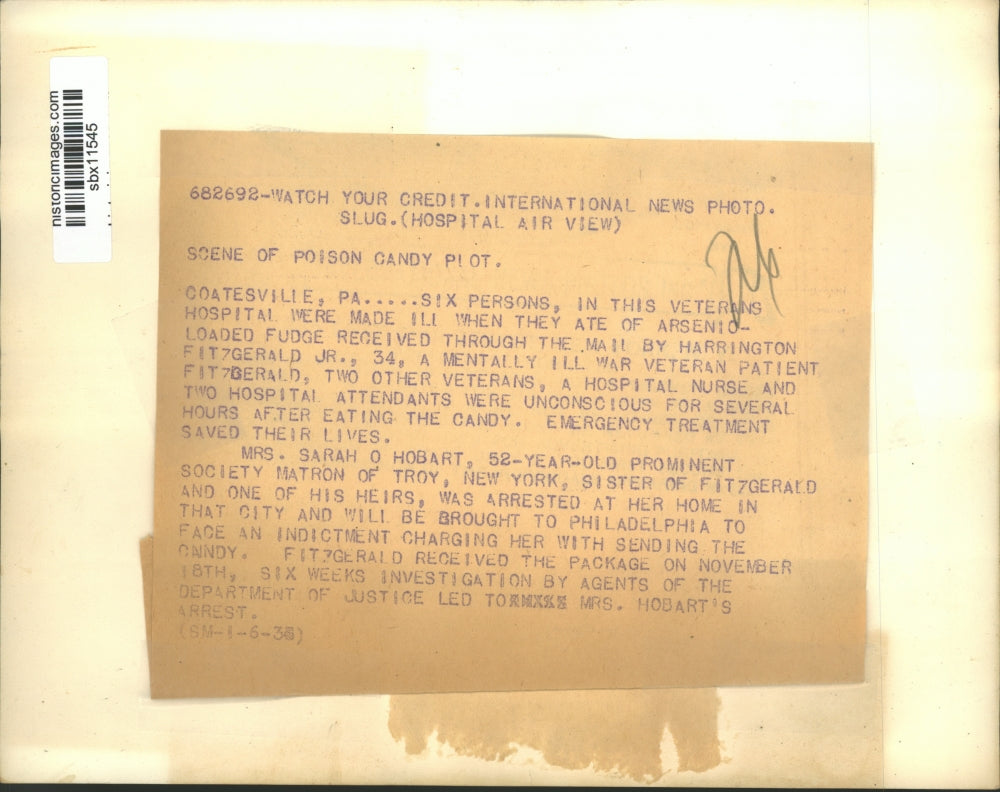 historicimages.com
sbx11545
682692-WATCH YOUR CREDIT.INTERNATIONAL NEWS PHOTO.
SLUG.(HOSPITAL AIR VIEW)
24
SCENE OF POISON CANDY PLOT.
COATESVILLE, PA.....SIX PERSONS, IN THIS VETERANS
HOSPITAL WERE MADE ILL WHEN THEY ATE OF ARSENIC-
LOADED FUDGE RECEIVED THROUGH THE MAIL BY HARRINGTON
FITZGERALD JR., 34, A MENTALLY ILL WAR VETERAN PATIENT
FITZGERALD, TWO OTHER VETERANS, A HOSPITAL NURSE AND
TWO HOSPITAL ATTENDANTS WERE UNCONSCIOUS FOR SEVERAL
HOURS AFTER EATING THE CANDY. EMERGENCY TREATMENT
SAVED THEIR LIVES.
MRS. SARAH O HOBART, 52-YEAR-OLD PROMINENT
SOCIETY MATRON OF TROY, NEW YORK, SISTER OF FITZGERALD
AND ONE OF HIS HEIRS, WAS ARRESTED AT HER HOME IN
THAT CITY AND WILL BE BROUGHT TO PHILADELPHIA TO
FACE AN INDICTMENT CHARGING HER WITH SENDING THE
CNNDY. FITZGERALD RECEIVED THE PACKAGE ON NOVEMBER
18TH, SIX WEEKS INVESTIGATION BY AGENTS OF THE
DEPARTMENT OF JUSTICE LED TO MRS. HOBART'S
ARREST.
(SM-1-6-35)